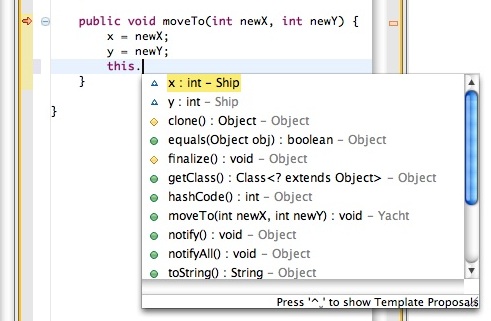 public void moveTo(int newX, int newY) {
x = newX;
y = newY;
this.
}
}
x : int – Ship
y : int – Ship
clone() : Object – Object
equals(Object obj) : boolean – Object
finalize() : void – Object
getClass() : Class<? extends Object> – Object
hashCode() : int – Object
moveTo(int newX, int newY) : void – Yacht
notify() : void – Object
notifyAll() : void – Object
toString() : String – Object
Press '^␣' to show Template Proposals